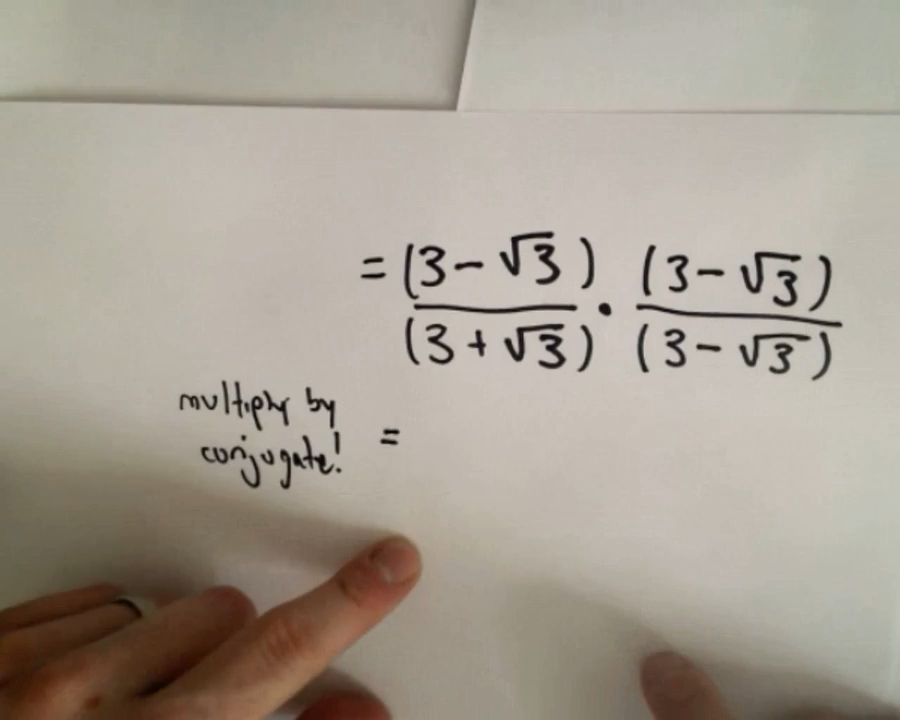 = (3 - √3) / (3 + √3) · (3 - √3) / (3 - √3)
multiply by
conjugate! =